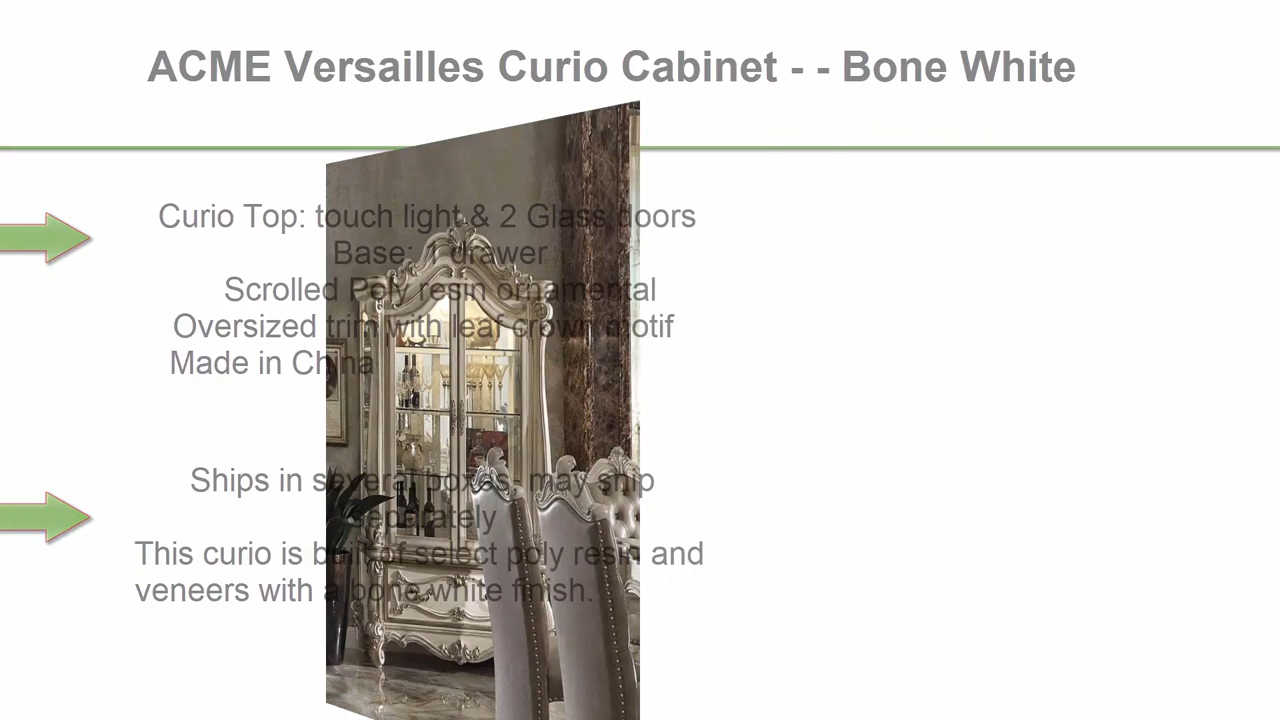 ACME Versailles Curio Cabinet - - Bone White
Curio Top: touch light & 2 Glass doors
Base: 1 drawer
Scrolled Poly resin ornamental
Oversized trim with leaf crown motif
Made in China
Ships in several boxes, may ship
separately
This curio is built of select poly resin and
veneers with a bone white finish.